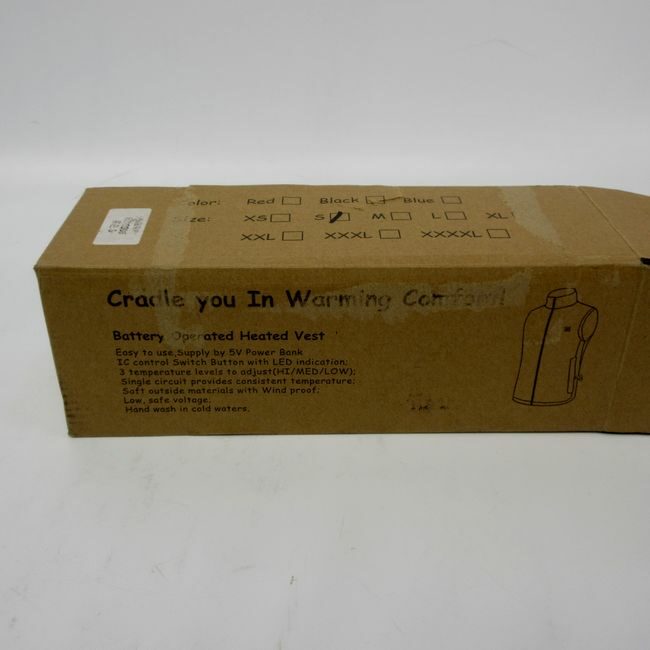 Color: Red Black Blue
Size: XS S M L XL
XXL XXXL XXXXL
Cradle you In Warming Comfort!
Battery Operated Heated Vest
Easy to use,Supply by 5V Power Bank
IC control Switch Button with LED indication;
3 temperature levels to adjust(HI/MED/LOW);
Single circuit provides consistent temperature;
Soft outside materials with Wind proof;
Low, safe voltage;
Hand wash in cold waters;